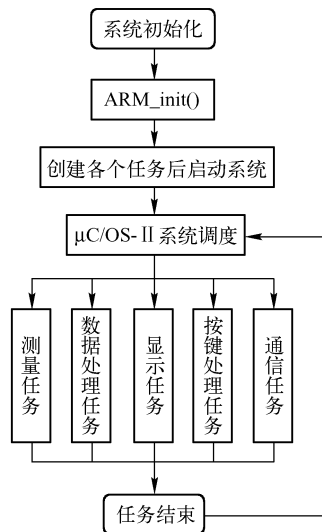 系统初始化
ARM_init()
创建各个任务后启动系统
μC/OS-Ⅱ系统调度
测量任务
数据处理任务
显示任务
按键处理任务
通信任务
任务结束